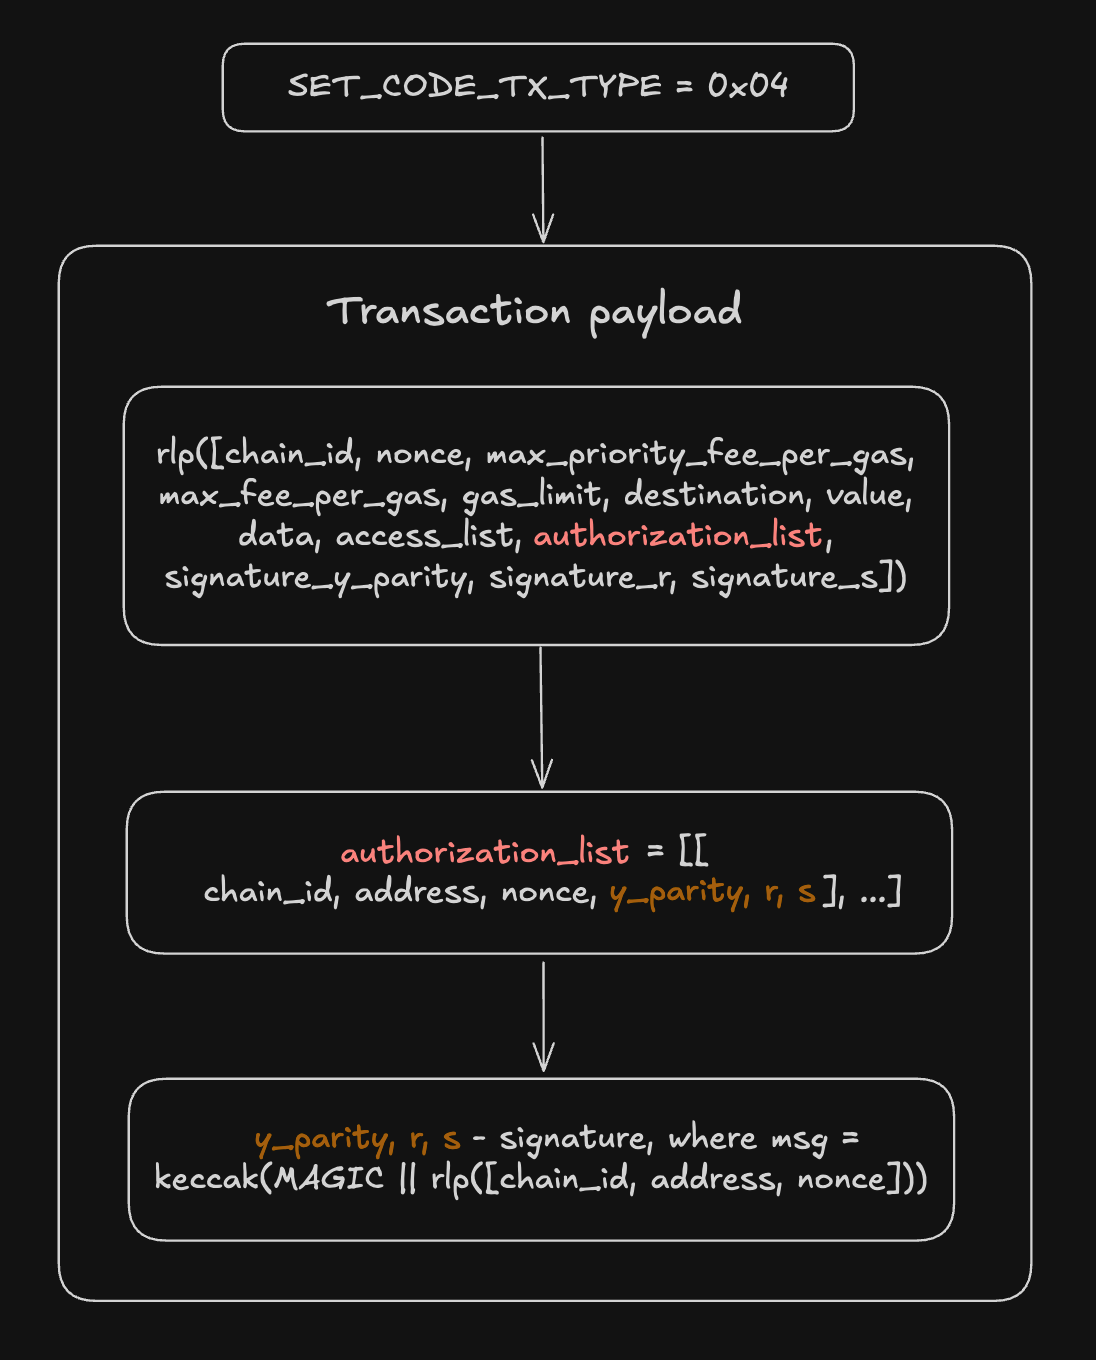 SET_CODE_TX_TYPE = 0x04
Transaction payload
rlp([chain_id, nonce, max_priority_fee_per_gas,
max_fee_per_gas, gas_limit, destination, value,
data, access_list, authorization_list,
signature_y_parity, signature_r, signature_s])
authorization_list = [[
chain_id, address, nonce, y_parity, r, s], ...]
y_parity, r, s - signature, where msg =
keccak(MAGIC || rlp([chain_id, address, nonce]))